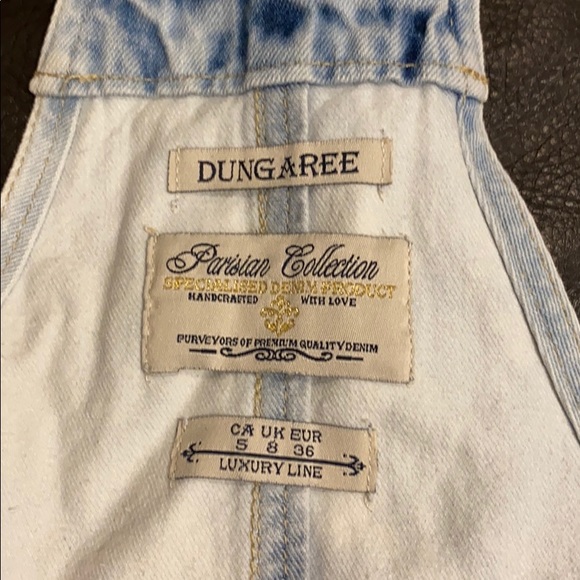 DUNGAREE
Parisian Collection
SPECIALISED DENIM PRODUCT
HANDCRAFTED WITH LOVE
PURVEYORS OF PREMIUM QUALITY DENIM
CA UK EUR
5 8 36
LUXURY LINE